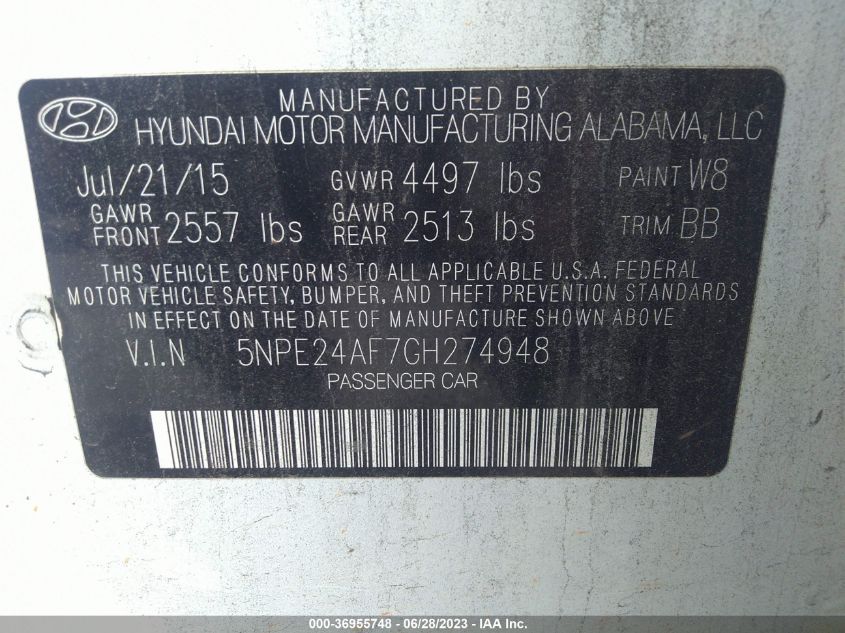 MANUFACTURED BY
HYUNDAI MOTOR MANUFACTURING ALABAMA, LLC
Jul/21/15 GVWR 4497 lbs PAINT W8
GAWR FRONT 2557 lbs GAWR REAR 2513 lbs TRIM BB
THIS VEHICLE CONFORMS TO ALL APPLICABLE U.S.A. FEDERAL
MOTOR VEHICLE SAFETY, BUMPER, AND THEFT PREVENTION STANDARDS
IN EFFECT ON THE DATE OF MANUFACTURE SHOWN ABOVE.
V.I.N 5NPE24AF7GH274948
PASSENGER CAR
000-36955748 - 06/28/2023 - IAA Inc.